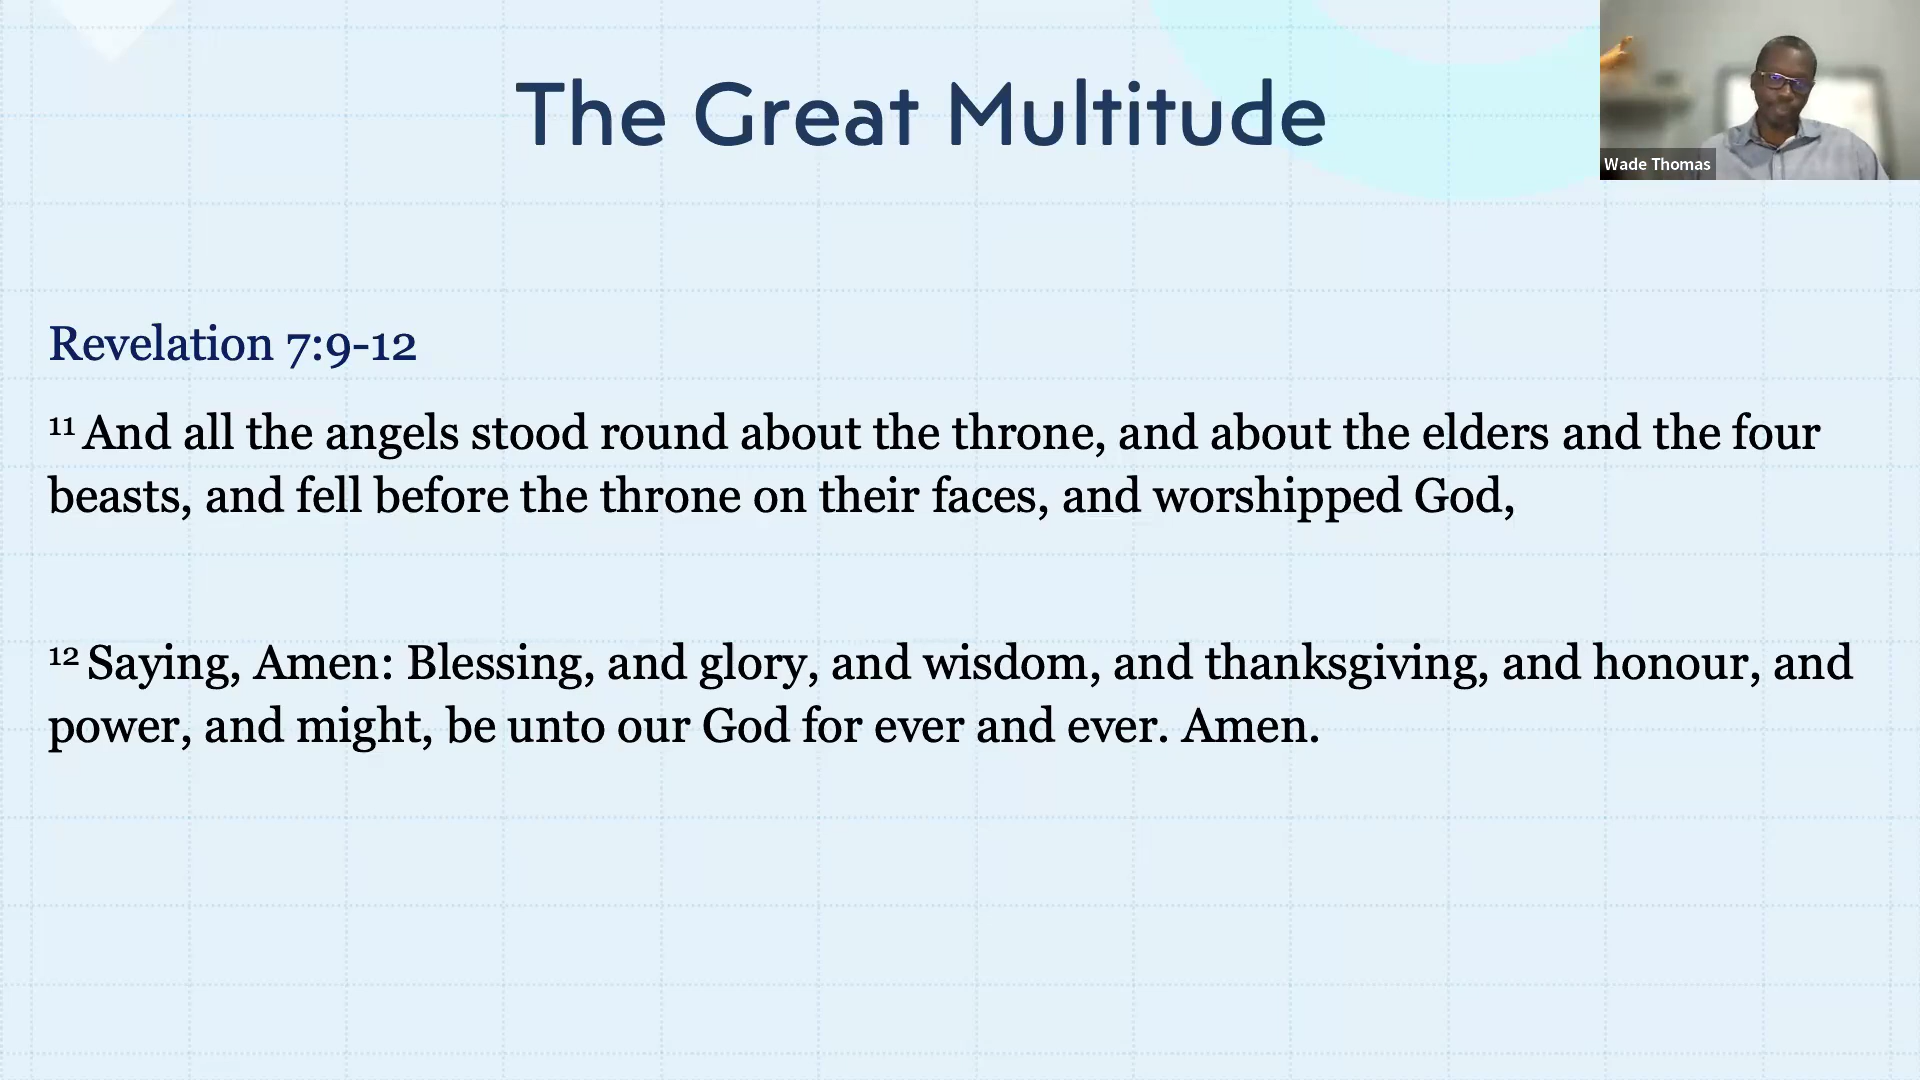 The Great Multitude
Wade Thomas
Revelation 7:9-12
11 And all the angels stood round about the throne, and about the elders and the four
beasts, and fell before the throne on their faces, and worshipped God,
12 Saying, Amen: Blessing, and glory, and wisdom, and thanksgiving, and honour, and
power, and might, be unto our God for ever and ever. Amen.